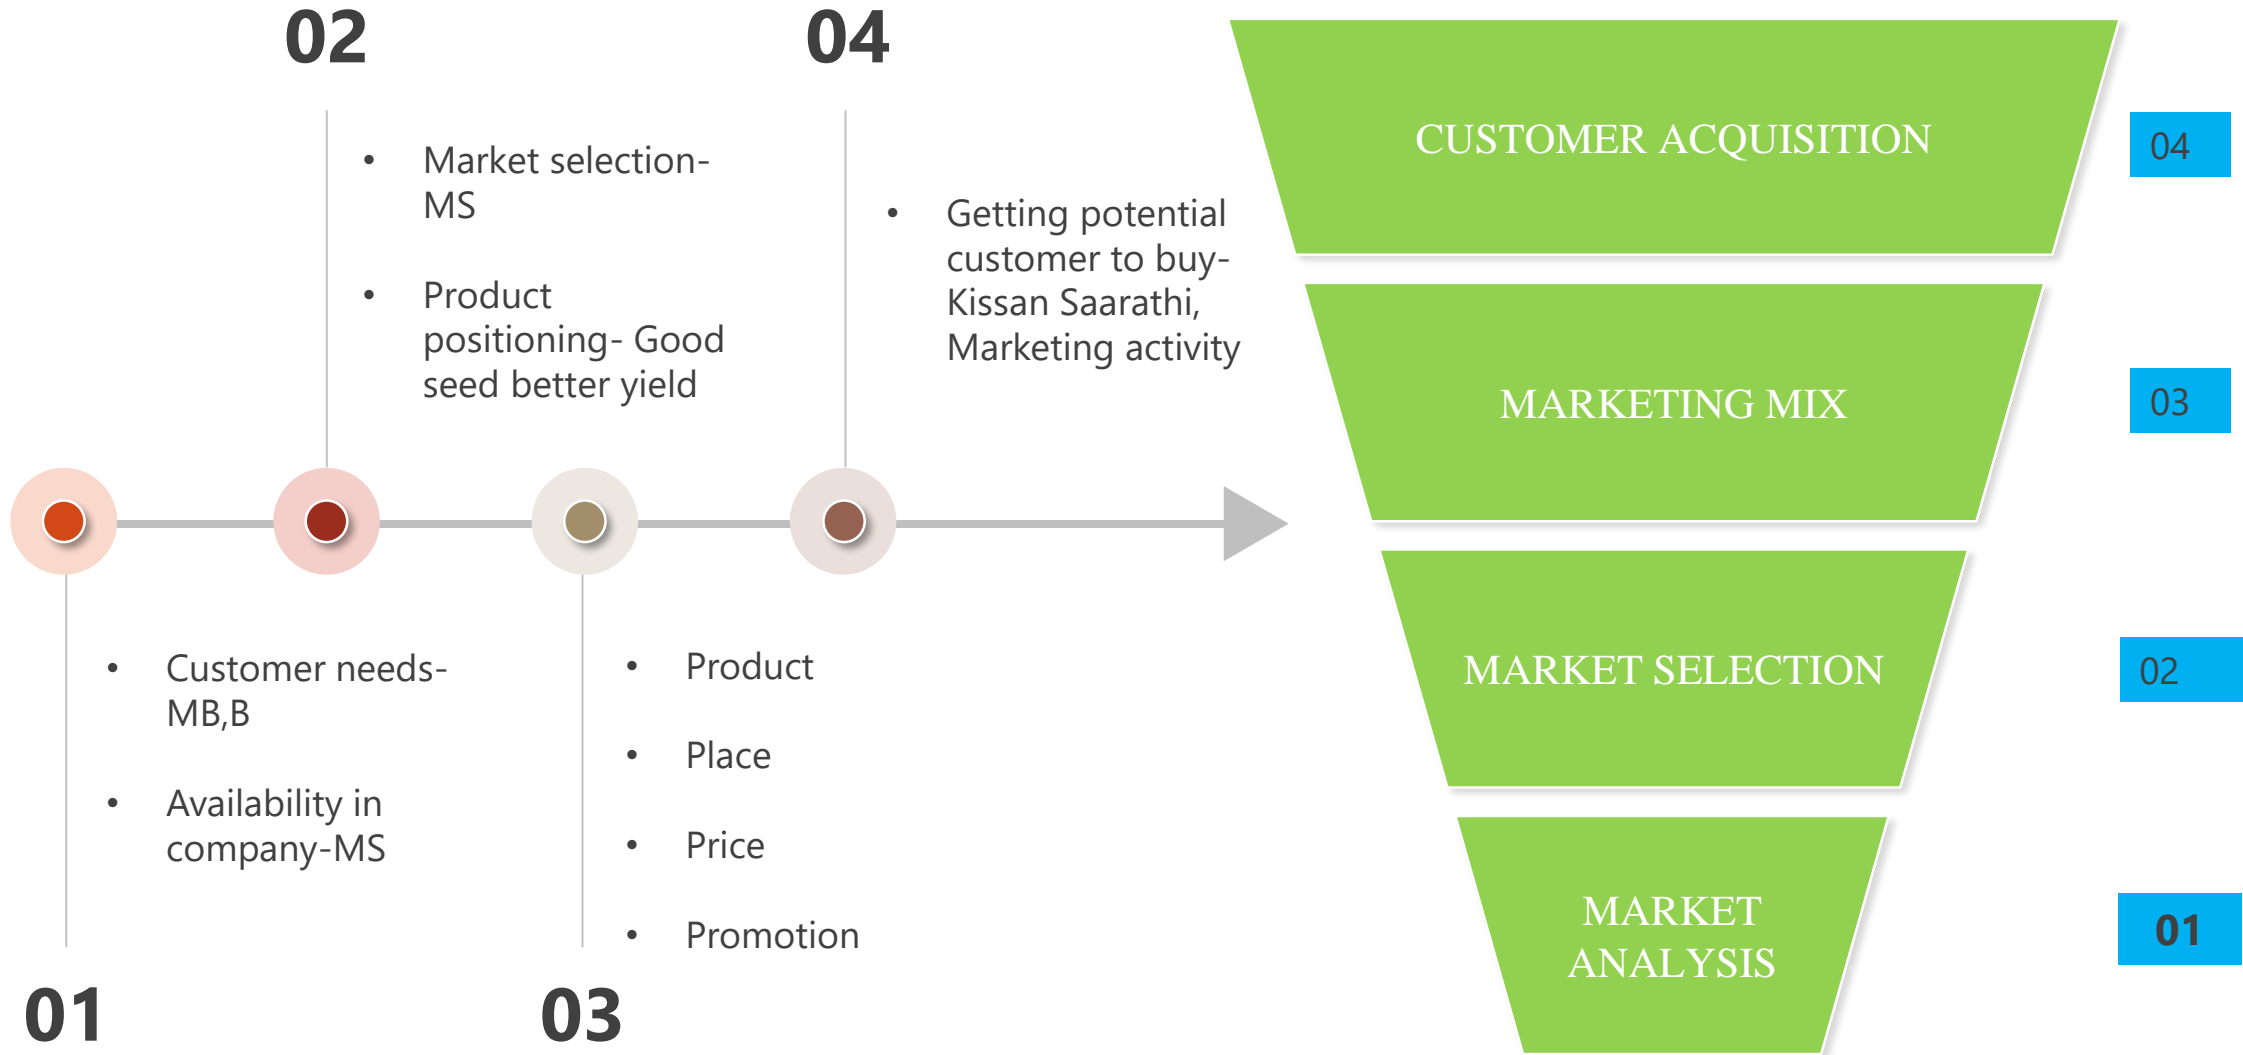 02
• Market selection-
MS
• Product
positioning- Good
seed better yield
04
• Getting potential
customer to buy-
Kissan Saarathi,
Marketing activity
• Customer needs-
MB,B
• Availability in
company-MS
01
• Product
• Place
• Price
• Promotion
03
CUSTOMER ACQUISITION
04
MARKETING MIX
03
MARKET SELECTION
02
MARKET
ANALYSIS
01